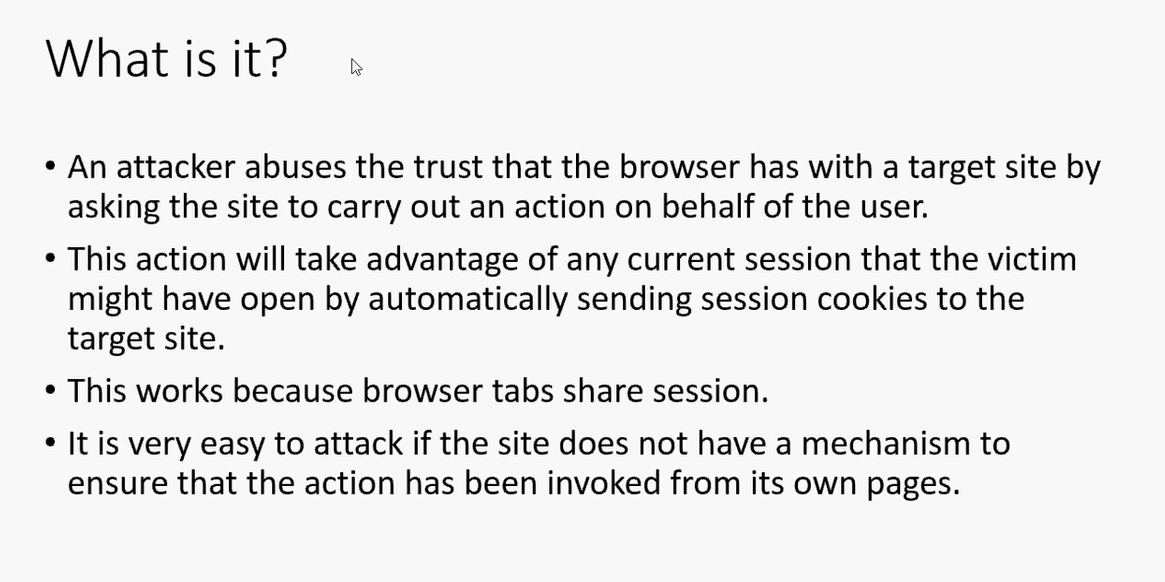 What is it?
• An attacker abuses the trust that the browser has with a target site by
asking the site to carry out an action on behalf of the user.
• This action will take advantage of any current session that the victim
might have open by automatically sending session cookies to the
target site.
• This works because browser tabs share session.
• It is very easy to attack if the site does not have a mechanism to
ensure that the action has been invoked from its own pages.